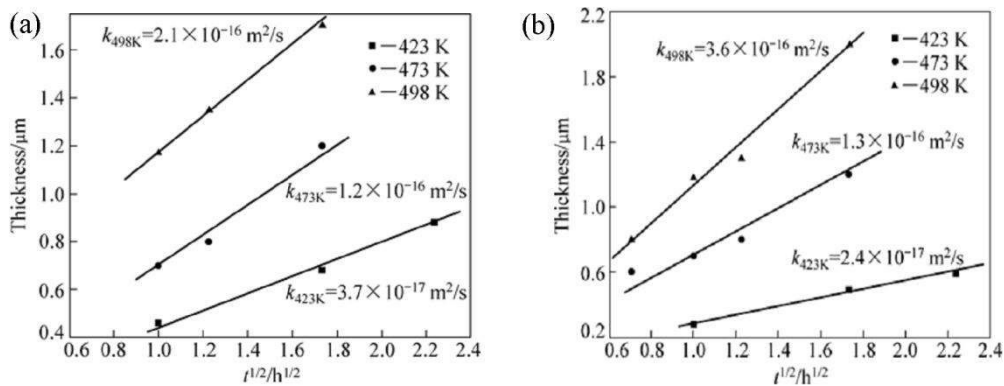 (a)
Thickness/μm
1.6
1.4
1.2
1.0
0.8
0.6
0.4
k498K=2.1×10−16 m2/s
■—423 K
●—473 K
▲—498 K
k473K=1.2×10−16 m2/s
k423K=3.7×10−17 m2/s
0.6 0.8 1.0 1.2 1.4 1.6 1.8 2.0 2.2 2.4
t1/2/h1/2
(b)
Thickness/μm
2.2
1.8
1.4
1.0
0.6
0.2
k498K=3.6×10−16 m2/s
■—423 K
●—473 K
▲—498 K
k473K=1.3×10−16 m2/s
k423K=2.4×10−17 m2/s
0.6 0.8 1.0 1.2 1.4 1.6 1.8 2.0 2.2 2.4
t1/2/h1/2